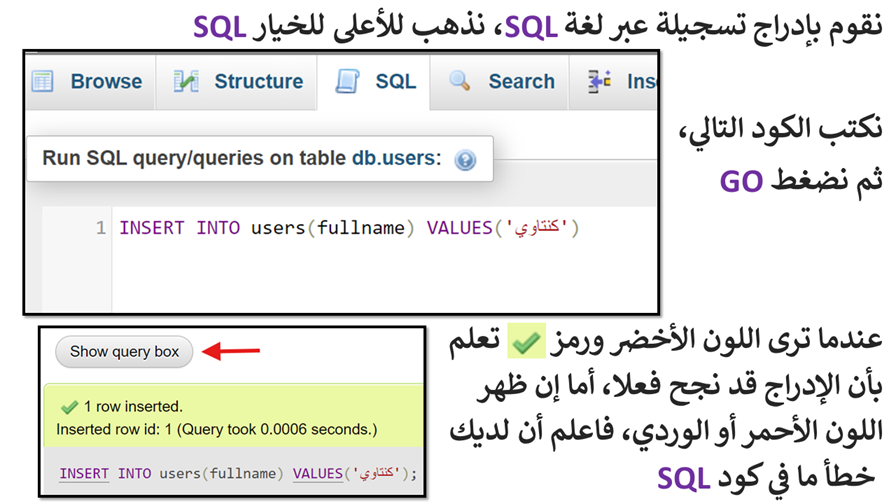 نقوم بإدراج تسجيلة عبر لغة SQL، نذهب للأعلى للخيار SQL
Browse Structure SQL Search Ins
Run SQL query/queries on table db.users:
1 INSERT INTO users(fullname) VALUES('كنتاوي')
نكتب الكود التالي،
ثم نضغط GO
عندما ترى اللون الأخضر ورمز تعلم
بأن الإدراج قد نجح فعلا، أما إن ظهر
اللون الأحمر أو الوردي، فاعلم أن لديك
خطأ ما في كود SQL
Show query box
1 row inserted.
Inserted row id: 1 (Query took 0.0006 seconds.)
INSERT INTO users(fullname) VALUES('كنتاوي');